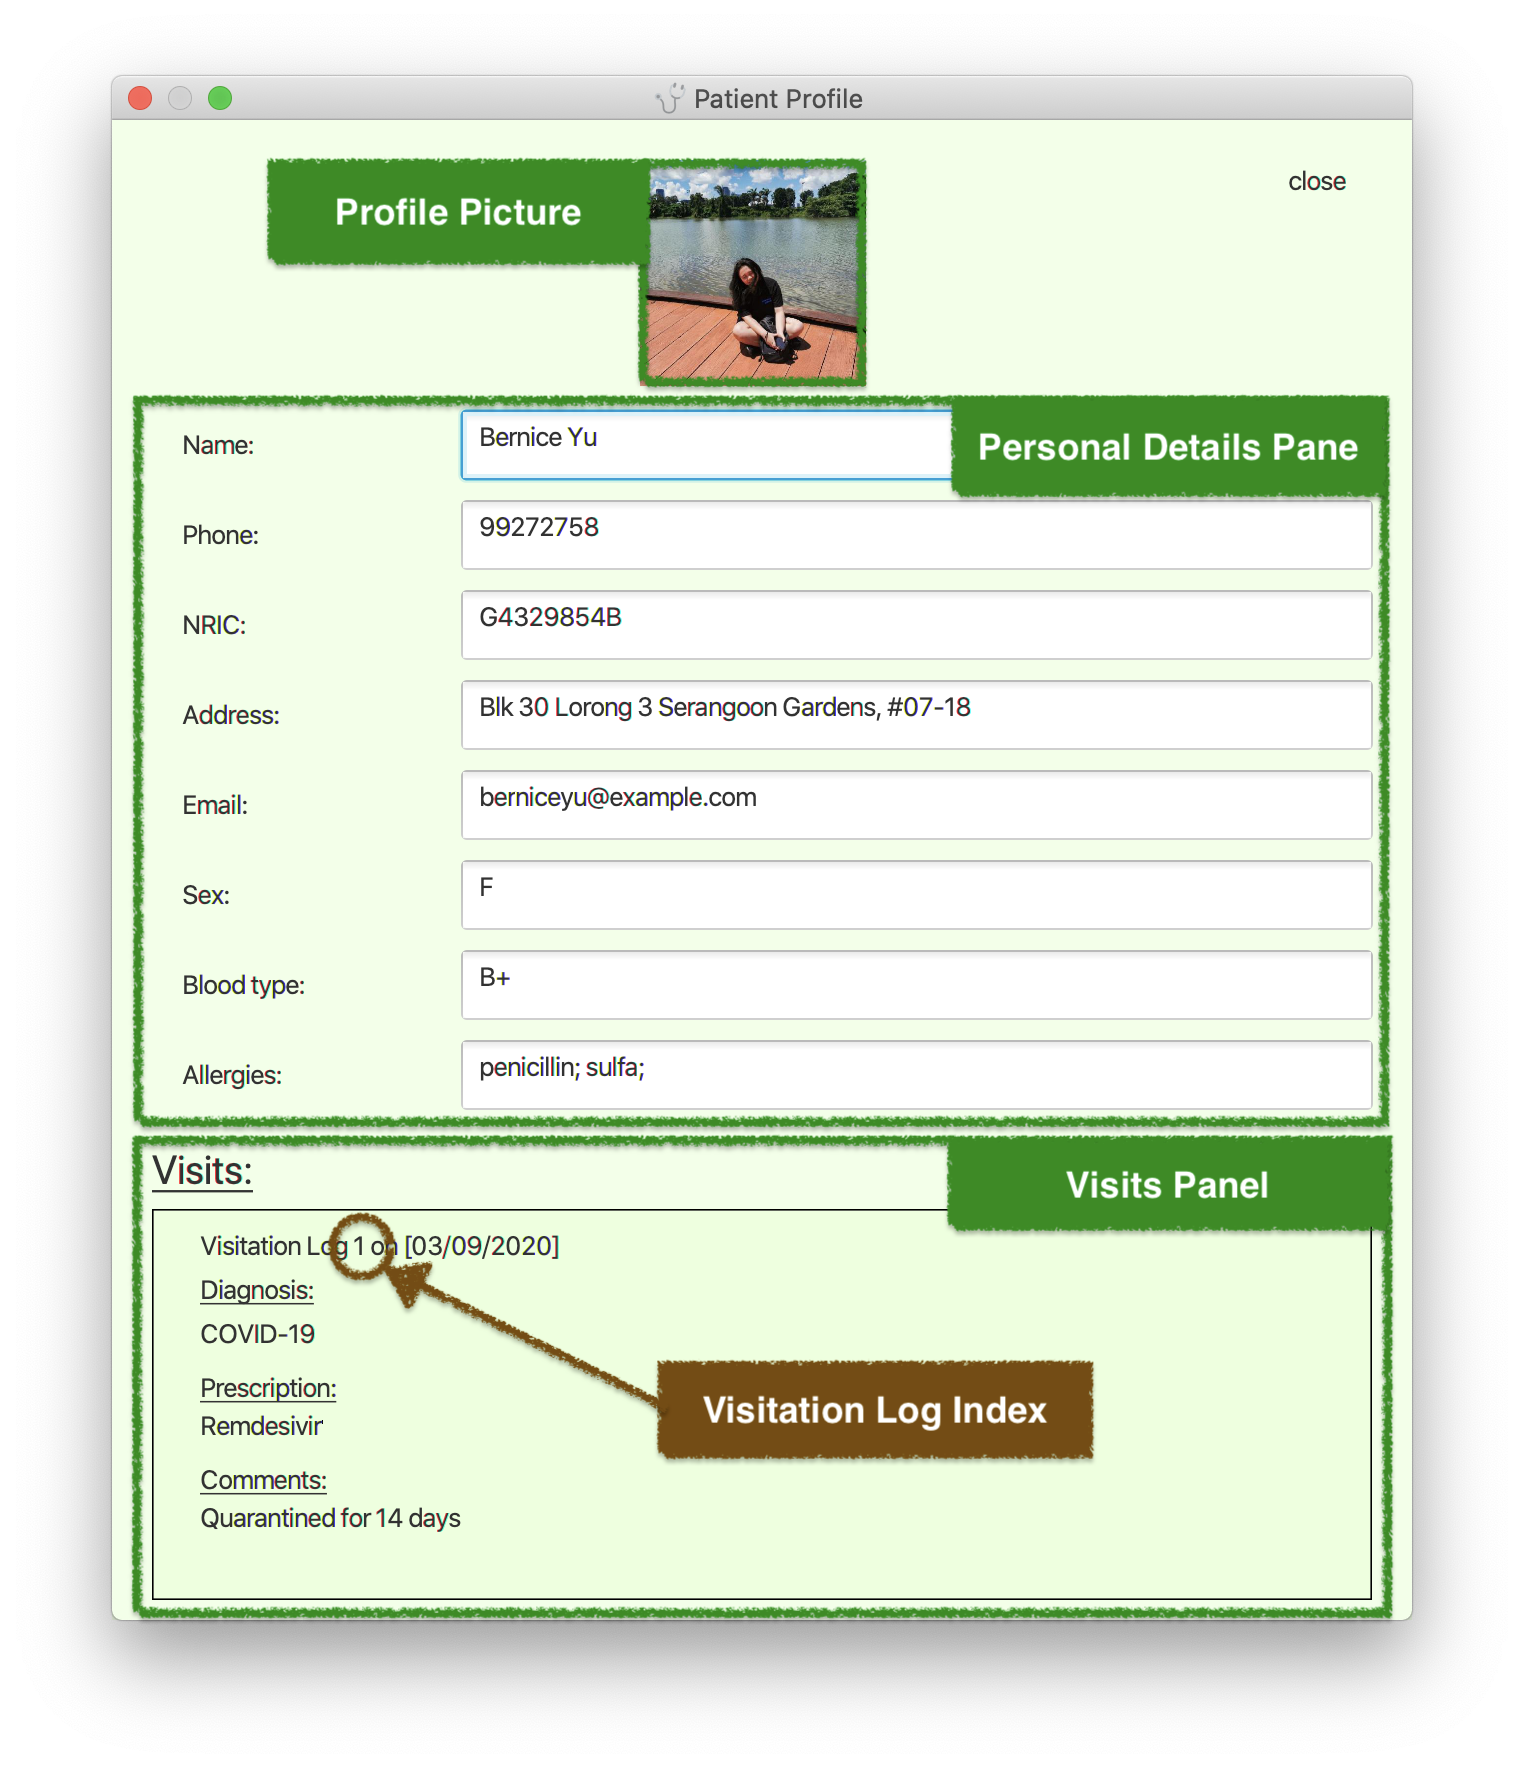 Patient Profile
close
Profile Picture
Personal Details Pane
Name:
Bernice Yu
Phone:
99272758
NRIC:
G4329854B
Address:
Blk 30 Lorong 3 Serangoon Gardens, #07-18
Email:
berniceyu@example.com
Sex:
F
Blood type:
B+
Allergies:
penicillin; sulfa;
Visits:
Visits Panel
Visitation Log 1 on [03/09/2020]
Diagnosis:
COVID-19
Prescription:
Remdesivir
Visitation Log Index
Comments:
Quarantined for 14 days